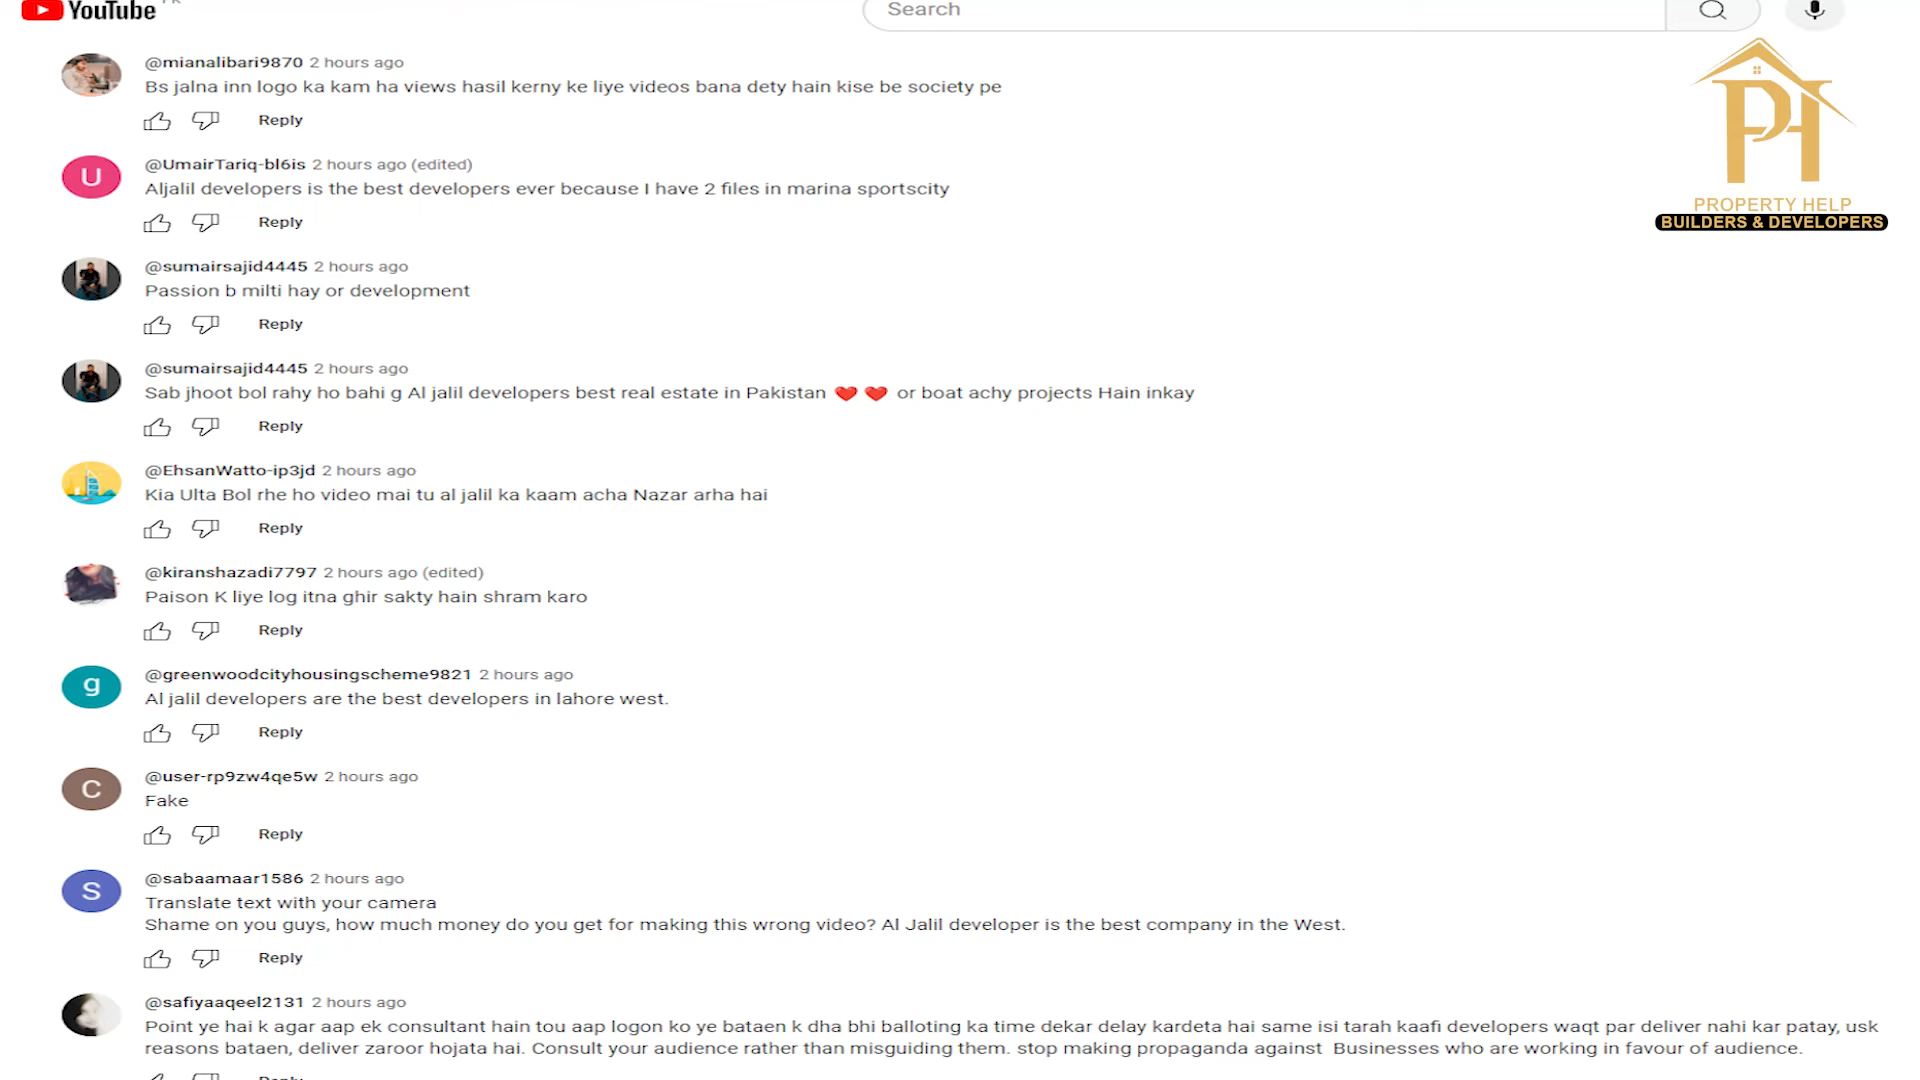 YouTube
Search
@mianalibari9870 2 hours ago
Bs jalna inn logo ka kam ha views hasil kerny ke liye videos bana dety hain kise be society pe
Reply
U
@UmairTariq-bl6is 2 hours ago (edited)
Aljalil developers is the best developers ever because I have 2 files in marina sportscity
Reply
@sumairsajid4445 2 hours ago
Passion b milti hay or development
Reply
@sumairsajid4445 2 hours ago
Sab jhoot bol rahy ho bahi g Al jalil developers best real estate in Pakistan ❤️ ❤️ or boat achy projects Hain inkay
Reply
@EhsanWatto-ip3jd 2 hours ago
Kia Ulta Bol rhe ho video mai tu al jalil ka kaam acha Nazar arha hai
Reply
@kiranshazadi7797 2 hours ago (edited)
Paison K liye log itna ghir sakty hain shram karo
Reply
g
@greenwoodcityhousingscheme9821 2 hours ago
Al jalil developers are the best developers in lahore west.
Reply
C
@user-rp9zw4qe5w 2 hours ago
Fake
Reply
S
@sabaamaar1586 2 hours ago
Translate text with your camera
Shame on you guys, how much money do you get for making this wrong video? Al Jalil developer is the best company in the West.
Reply
@safiyaaqeel2131 2 hours ago
Point ye hai k agar aap ek consultant hain tou aap logon ko ye bataen k dha bhi balloting ka time dekar delay kardeta hai same isi tarah kaafi developers waqt par deliver nahi kar patay, usk
reasons bataen, deliver zaroor hojata hai. Consult your audience rather than misguiding them. stop making propaganda against  Businesses who are working in favour of audience.
Reply
PH
PROPERTY HELP
BUILDERS & DEVELOPERS